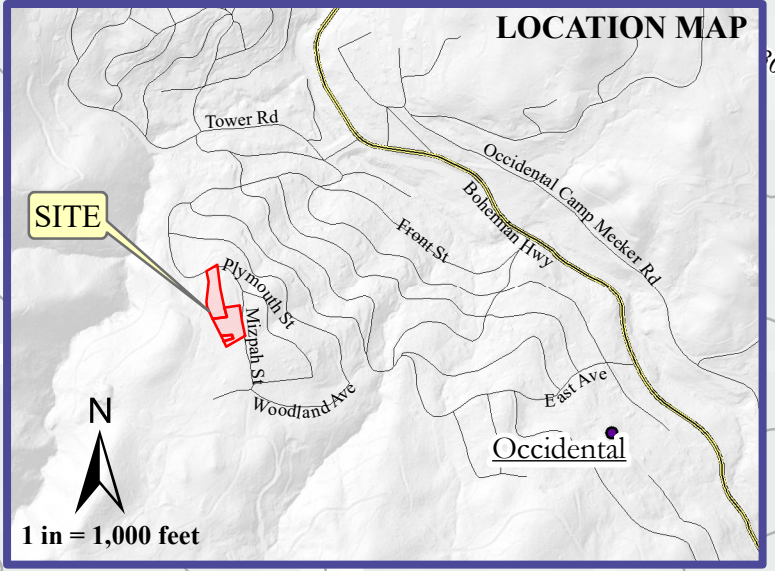 LOCATION MAP
Tower Rd
Occidental Camp Meeker Rd
Bohemian Hwy
SITE
Front St
Plymouth St
Mizpah St
Woodland Ave
East Ave
Occidental
N
1 in = 1,000 feet